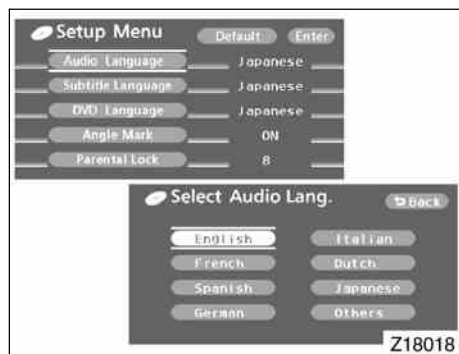 Setup Menu Default Enter
Audio Language Japanese
Subtitle Language Japanese
DVD Language Japanese
Angle Mark ON
Parental Lock 8
Select Audio Lang. Back
English Italian
French Dutch
Spanish Japanese
German Others
Z18018